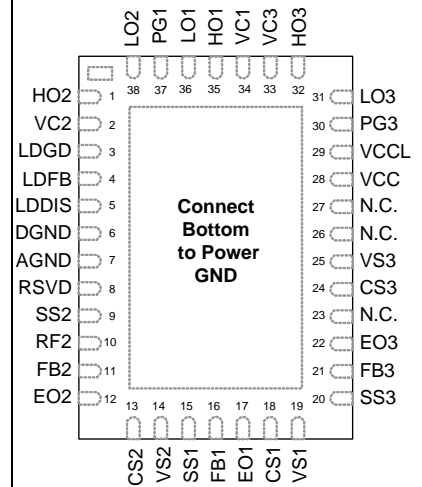 LO2
PG1
LO1
HO1
VC1
VC3
HO3
38
37
36
35
34
33
32
HO2 1
VC2 2
LDGD 3
LDFB 4
LDDIS 5
DGND 6
AGND 7
RSVD 8
SS2 9
RF2 10
FB2 11
EO2 12
Connect
Bottom
to Power
GND
31 LO3
30 PG3
29 VCCL
28 VCC
27 N.C.
26 N.C.
25 VS3
24 CS3
23 N.C.
22 EO3
21 FB3
20 SS3
13
14
15
16
17
18
19
CS2
VS2
SS1
FB1
EO1
CS1
VS1